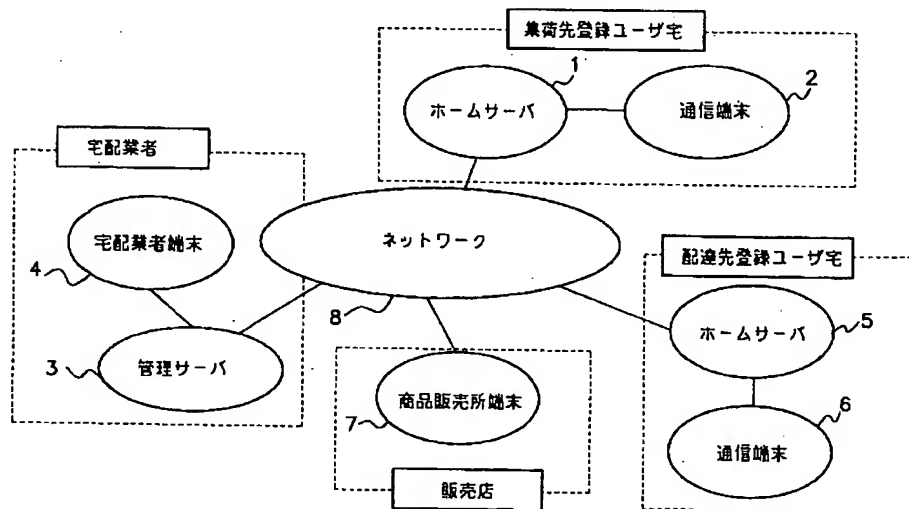 集荷先登録ユーザ宅
1
ホームサーバ
2
通信端末
宅配業者
宅配業者端末
4
ネットワーク
8
配達先登録ユーザ宅
ホームサーバ
5
3
管理サーバ
商品販売所端末
7
6
通信端末
販売店